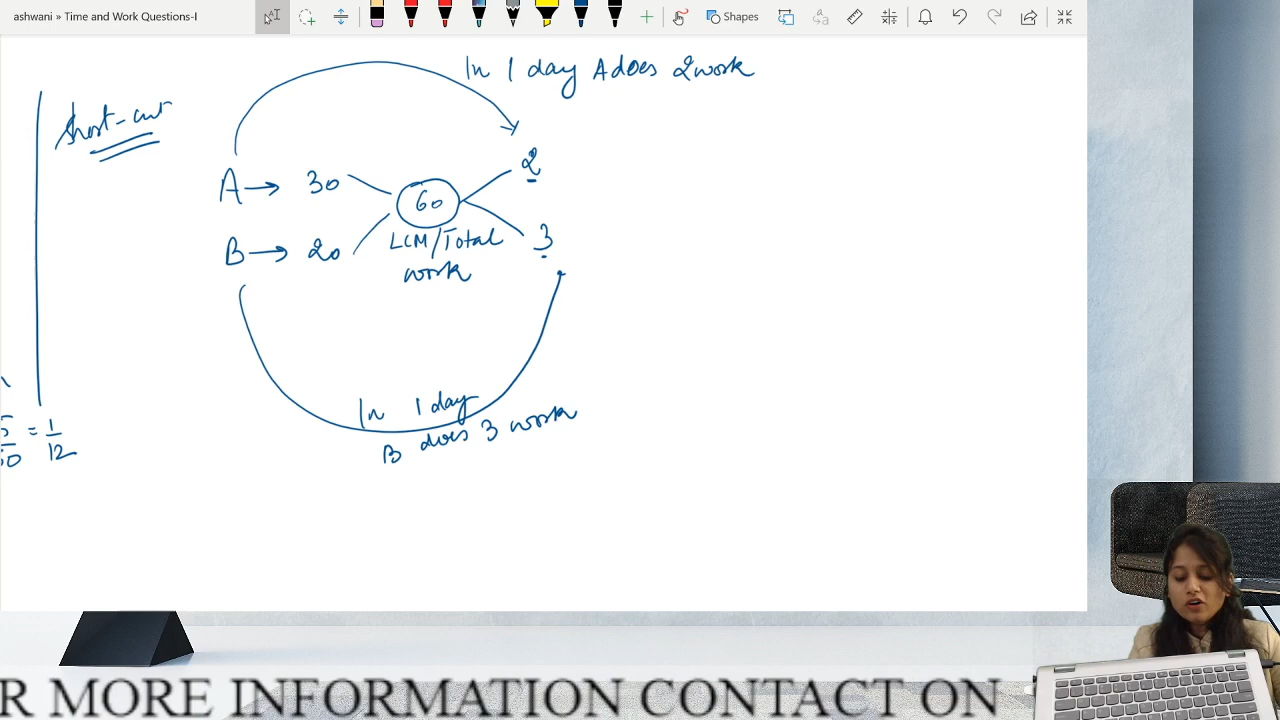 ashwani » Time and Work Questions-I
Shapes
In 1 day A does 2 work
Short-cut
A → 30
60
2
B → 20
LCM/Total
work
3
In 1 day
B does 3 work
= 1/12
R MORE INFORMATION CONTACT ON